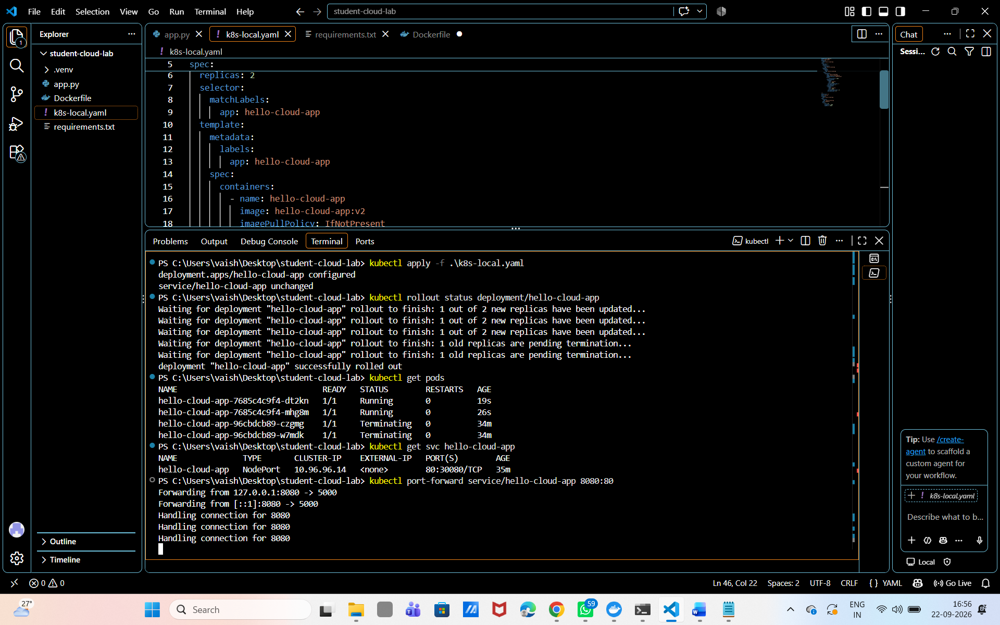 File Edit Selection View Go Run Terminal Help
student-cloud-lab
Explorer
1
student-cloud-lab
.venv
app.py
Dockerfile
k8s-local.yaml
requirements.txt
Outline
Timeline
app.py
k8s-local.yaml
requirements.txt
Dockerfile
k8s-local.yaml
5 spec:
6 replicas: 2
7 selector:
8 matchLabels:
9 app: hello-cloud-app
10 template:
11 metadata:
12 labels:
13 app: hello-cloud-app
14 spec:
15 containers:
16 - name: hello-cloud-app
17 image: hello-cloud-app:v2
18 imagePullPolicy: IfNotPresent
Problems Output Debug Console Terminal Ports
kubectl
PS C:\Users\vaish\Desktop\student-cloud-lab> kubectl apply -f .\k8s-local.yaml
deployment.apps/hello-cloud-app configured
service/hello-cloud-app unchanged
PS C:\Users\vaish\Desktop\student-cloud-lab> kubectl rollout status deployment/hello-cloud-app
Waiting for deployment "hello-cloud-app" rollout to finish: 1 out of 2 new replicas have been updated...
Waiting for deployment "hello-cloud-app" rollout to finish: 1 out of 2 new replicas have been updated...
Waiting for deployment "hello-cloud-app" rollout to finish: 1 out of 2 new replicas have been updated...
Waiting for deployment "hello-cloud-app" rollout to finish: 1 old replicas are pending termination...
Waiting for deployment "hello-cloud-app" rollout to finish: 1 old replicas are pending termination...
deployment "hello-cloud-app" successfully rolled out
PS C:\Users\vaish\Desktop\student-cloud-lab> kubectl get pods
NAME READY STATUS RESTARTS AGE
hello-cloud-app-7685c4c9f4-dt2kn 1/1 Running 0 19s
hello-cloud-app-7685c4c9f4-mhg8m 1/1 Running 0 26s
hello-cloud-app-96cbdcb89-czgmg 1/1 Terminating 0 34m
hello-cloud-app-96cbdcb89-w7mdk 1/1 Terminating 0 34m
PS C:\Users\vaish\Desktop\student-cloud-lab> kubectl get svc hello-cloud-app
NAME TYPE CLUSTER-IP EXTERNAL-IP PORT(S) AGE
hello-cloud-app NodePort 10.96.96.14 <none> 80:30080/TCP 35m
PS C:\Users\vaish\Desktop\student-cloud-lab> kubectl port-forward service/hello-cloud-app 8080:80
Forwarding from 127.0.0.1:8080 -> 5000
Forwarding from [::1]:8080 -> 5000
Handling connection for 8080
Handling connection for 8080
Handling connection for 8080
Chat
Sessi...
Tip: Use /create-
agent to scaffold a
custom agent for
your workflow.
k8s-local.yaml
Describe what to b...
Local
0 0
Ln 46, Col 22 Spaces: 2 UTF-8 CRLF { } YAML Go Live
27°
Search
59
ENG
IN
16:56
22-09-2026